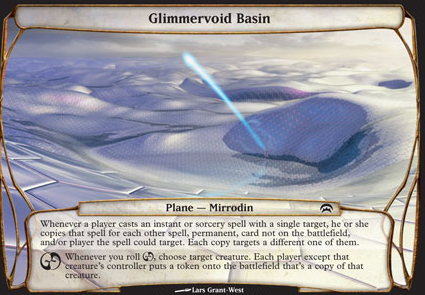 Glimmervoid Basin
Plane — Mirrodin
Whenever a player casts an instant or sorcery spell with a single target, he or she
copies that spell for each other spell, permanent, card not on the battlefield,
and/or player the spell could target. Each copy targets a different one of them.
Whenever you roll , choose target creature. Each player except that
creature's controller puts a token onto the battlefield that's a copy of that
creature.
Lars Grant-West